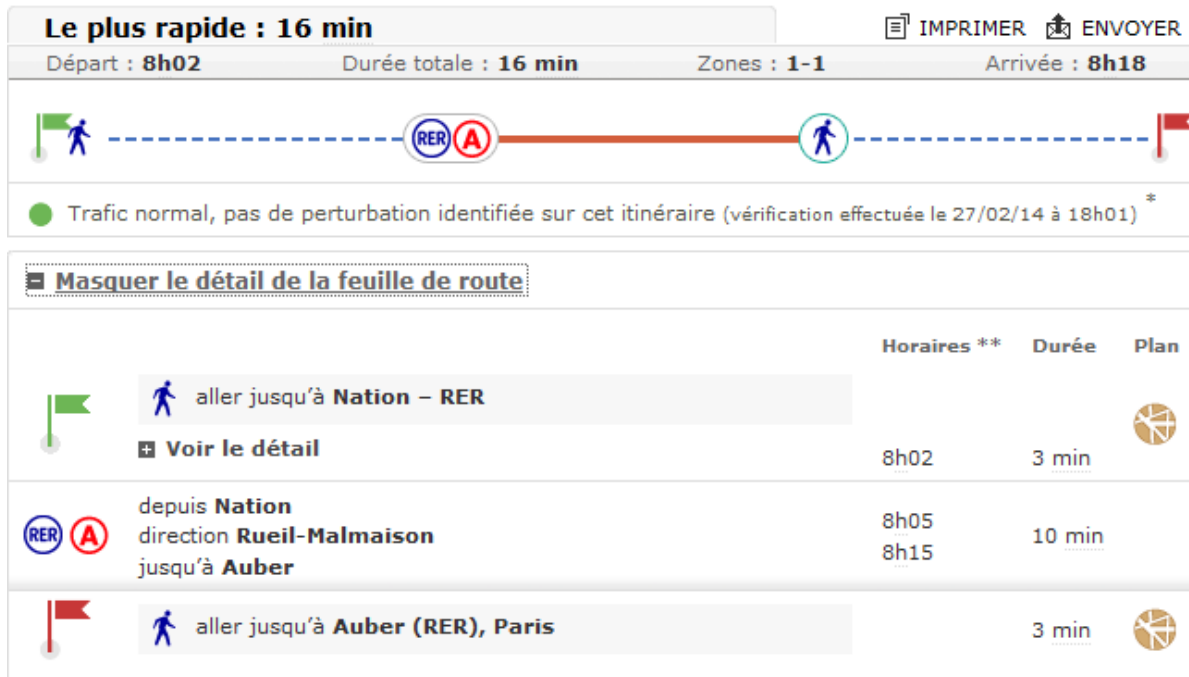 Le plus rapide : 16 min
IMPRIMER ENVOYER
Départ : 8h02 Durée totale : 16 min Zones : 1-1 Arrivée : 8h18
RER A
Trafic normal, pas de perturbation identifiée sur cet itinéraire (vérification effectuée le 27/02/14 à 18h01) *
Masquer le détail de la feuille de route
Horaires ** Durée Plan
aller jusqu'à Nation – RER
Voir le détail
8h02 3 min
RER A
depuis Nation
direction Rueil-Malmaison
jusqu'à Auber
8h05
8h15
10 min
aller jusqu'à Auber (RER), Paris
3 min